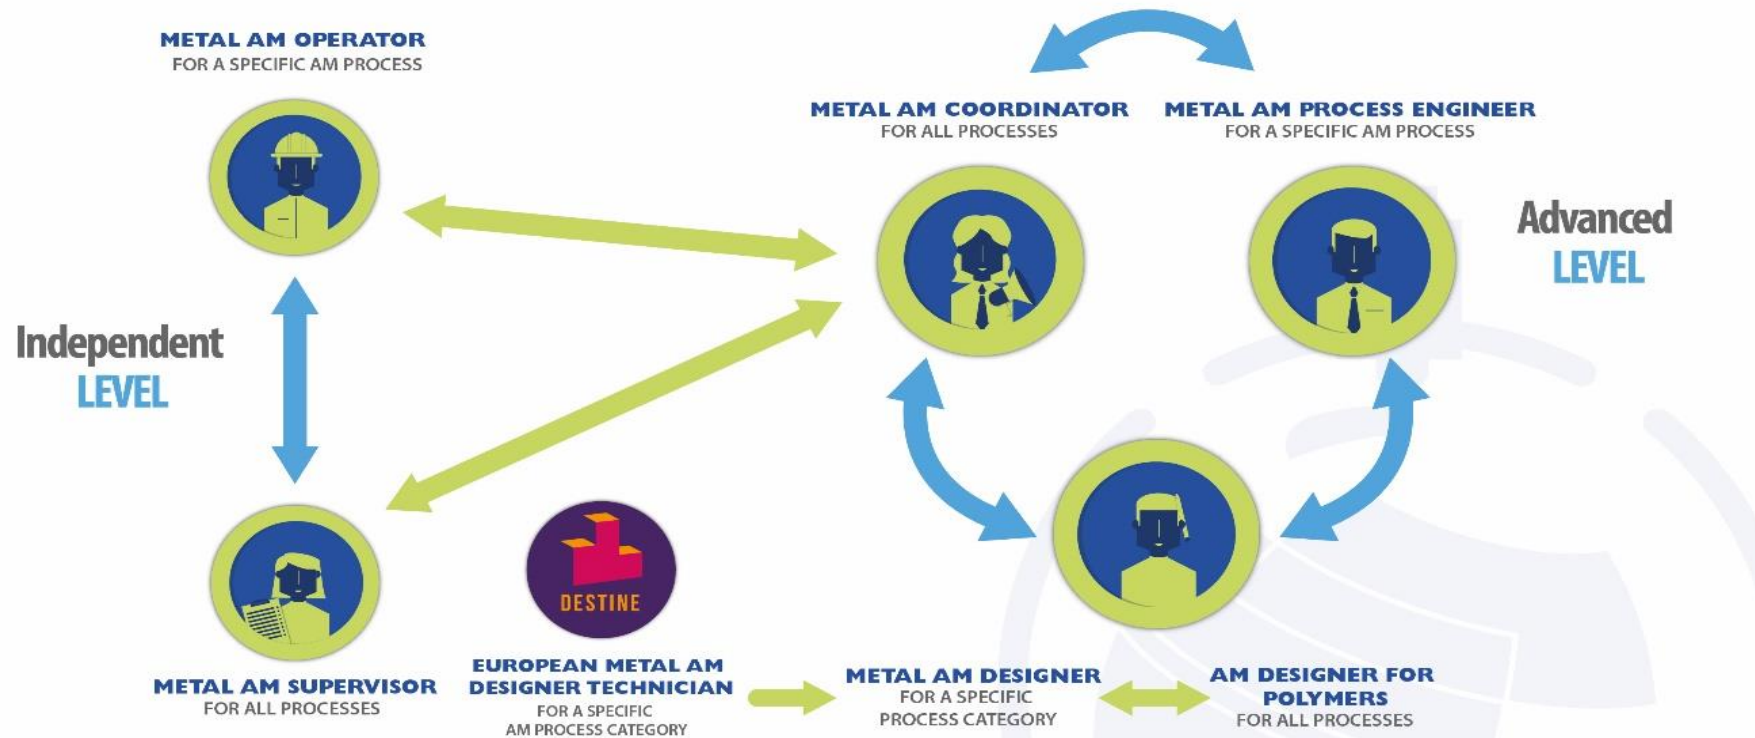 METAL AM OPERATOR
FOR A SPECIFIC AM PROCESS
METAL AM COORDINATOR
FOR ALL PROCESSES
METAL AM PROCESS ENGINEER
FOR A SPECIFIC AM PROCESS
Advanced
LEVEL
Independent
LEVEL
DESTINE
METAL AM SUPERVISOR
FOR ALL PROCESSES
EUROPEAN METAL AM
DESIGNER TECHNICIAN
FOR A SPECIFIC
AM PROCESS CATEGORY
METAL AM DESIGNER
FOR A SPECIFIC
PROCESS CATEGORY
AM DESIGNER FOR
POLYMERS
FOR ALL PROCESSES